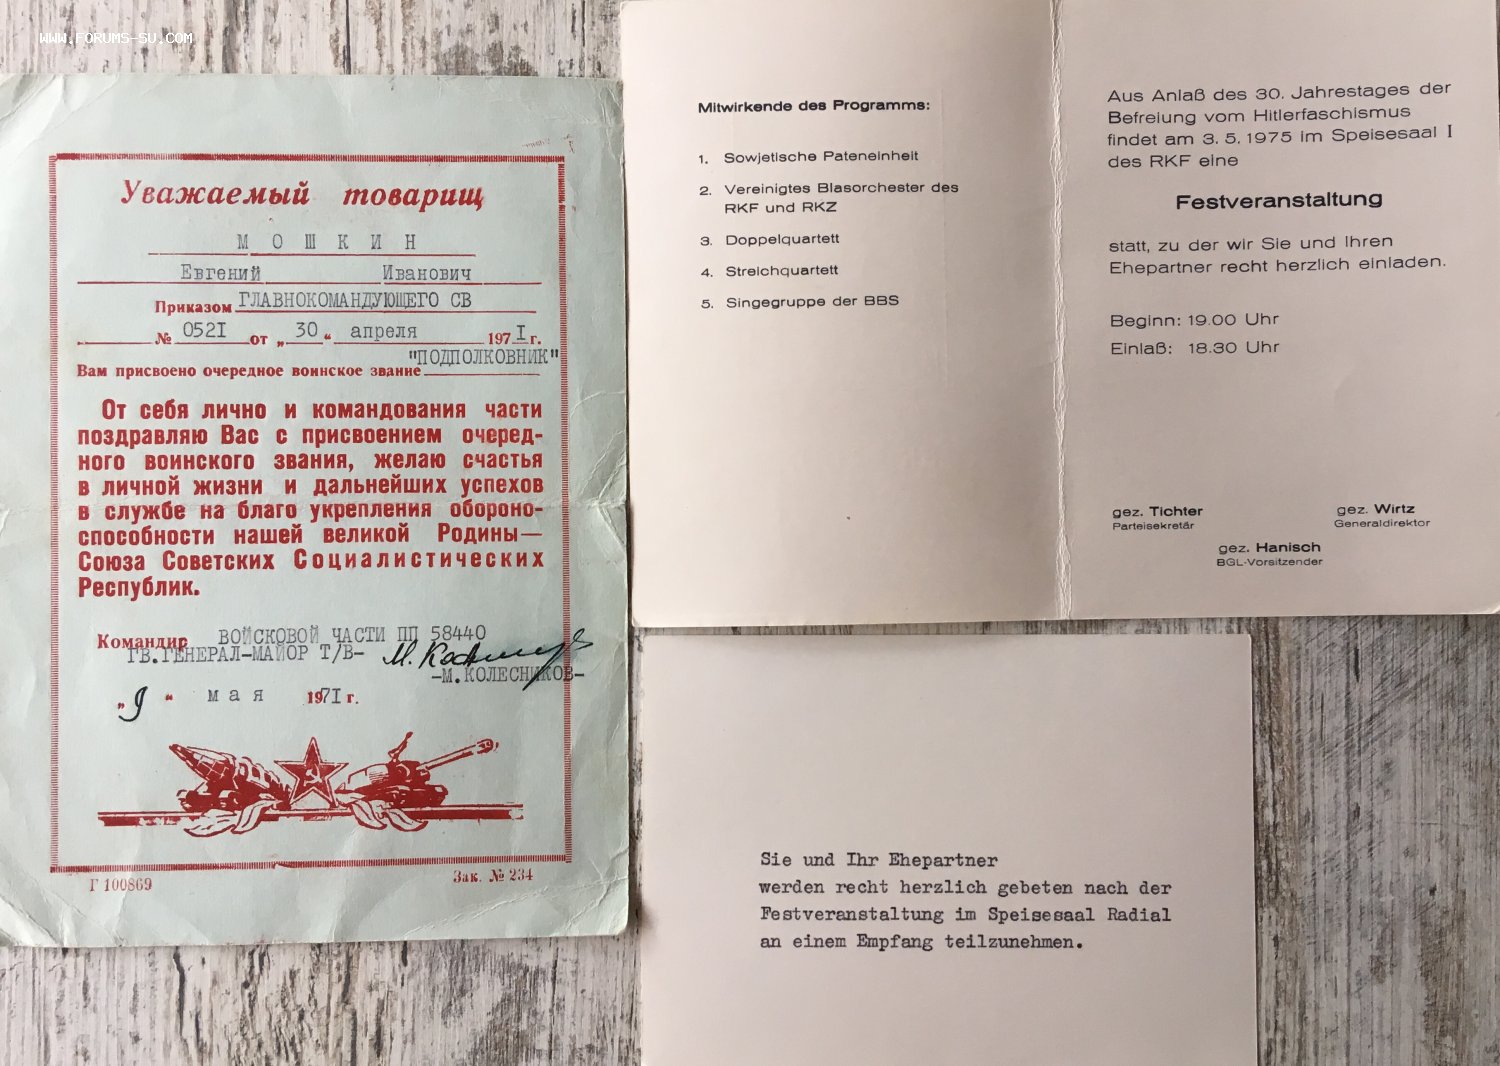 WWW.FORUMS-SU.COM
Уважаемый товарищ
МОШКИН
Евгений Иванович
Приказом ГЛАВНОКОМАНДУЮЩЕГО СВ
№ 052I от „30“ апреля 197I г.
"ПОДПОЛКОВНИК"
Вам присвоено очередное воинское звание
От себя лично и командования части
поздравляю Вас с присвоением очеред-
ного воинского звания, желаю счастья
в личной жизни и дальнейших успехов
в службе на благо укрепления обороно-
способности нашей великой Родины—
Союза Советских Социалистических
Республик.
Командир ВОЙСКОВОЙ ЧАСТИ ПП 58440
ГВ.ГЕНЕРАЛ-МАЙОР Т/В-
-М.КОЛЕСНИКОВ-
„9“ мая 197I г.
Г 100869 Зак. № 234
Mitwirkende des Programms:
1. Sowjetische Pateneinheit
2. Vereinigtes Blasorchester des
RKF und RKZ
3. Doppelquartett
4. Streichquartett
5. Singegruppe der BBS
Aus Anlaß des 30. Jahrestages der
Befreiung vom Hitlerfaschismus
findet am 3. 5. 1975 im Speisesaal I
des RKF eine
Festveranstaltung
statt, zu der wir Sie und Ihren
Ehepartner recht herzlich einladen.
Beginn: 19.00 Uhr
Einlaß: 18.30 Uhr
gez. Tichter
Parteisekretär
gez. Wirtz
Generaldirektor
gez. Hanisch
BGL-Vorsitzender
Sie und Ihr Ehepartner
werden recht herzlich gebeten nach der
Festveranstaltung im Speisesaal Radial
an einem Empfang teilzunehmen.